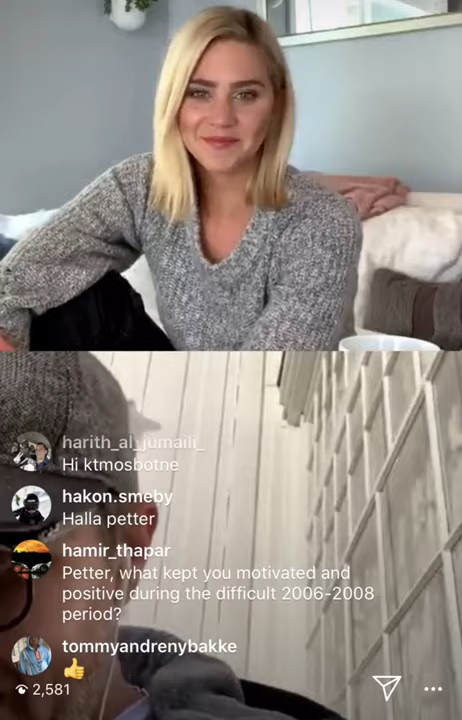 harith_al_jumaili_
Hi ktmosbotne
hakon.smeby
Halla petter
hamir_thapar
Petter, what kept you motivated and
positive during the difficult 2006-2008
period?
tommyandrenybakke
👍
2,581